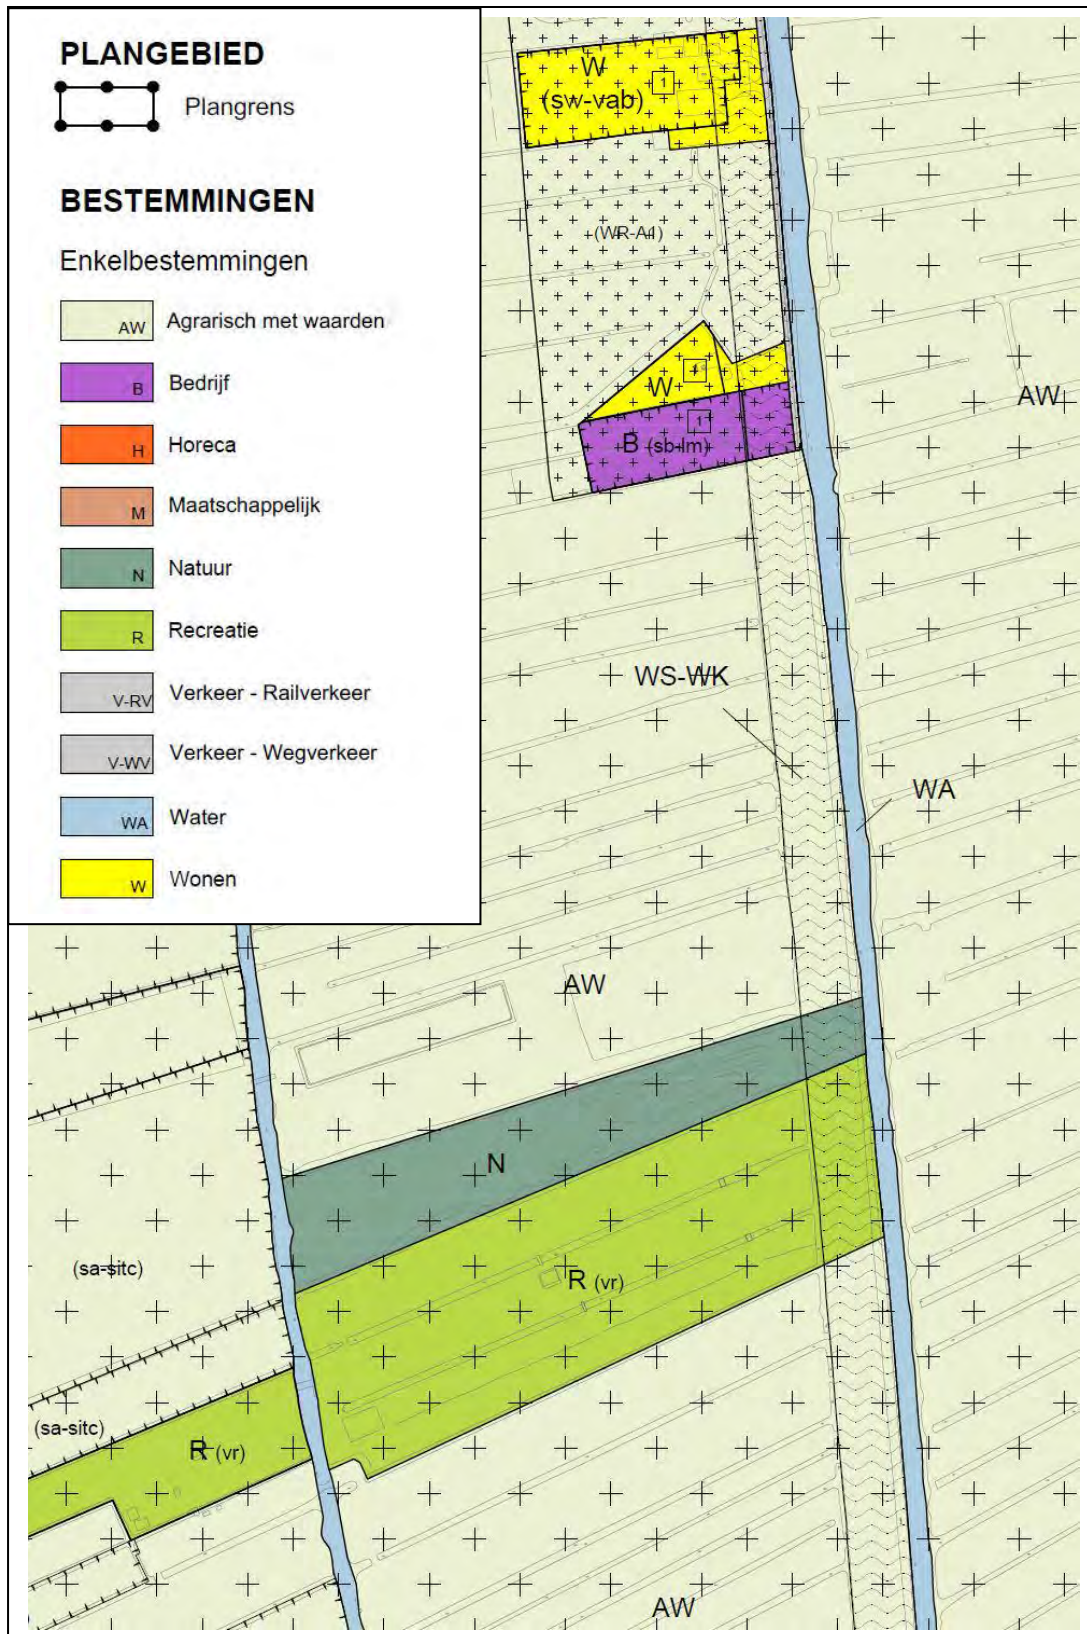 PLANGEBIED
Plangrens
BESTEMMINGEN
Enkelbestemmingen
AW Agrarisch met waarden
B Bedrijf
H Horeca
M Maatschappelijk
N Natuur
R Recreatie
V-RV Verkeer - Railverkeer
V-WV Verkeer - Wegverkeer
WA Water
W Wonen
W
1
(sw-vab)
(WR-A4)
W
AW
1
B (sb-lm)
WS-WK
WA
AW
N
(sa-sitc)
R (vr)
(sa-sitc)
R (vr)
AW